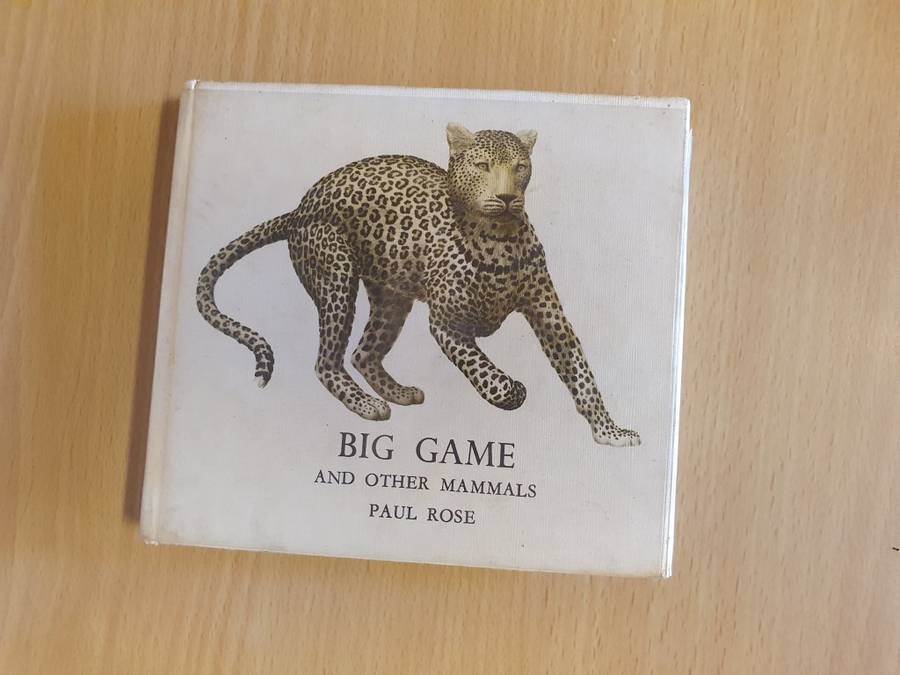 BIG GAME
AND OTHER MAMMALS
PAUL ROSE